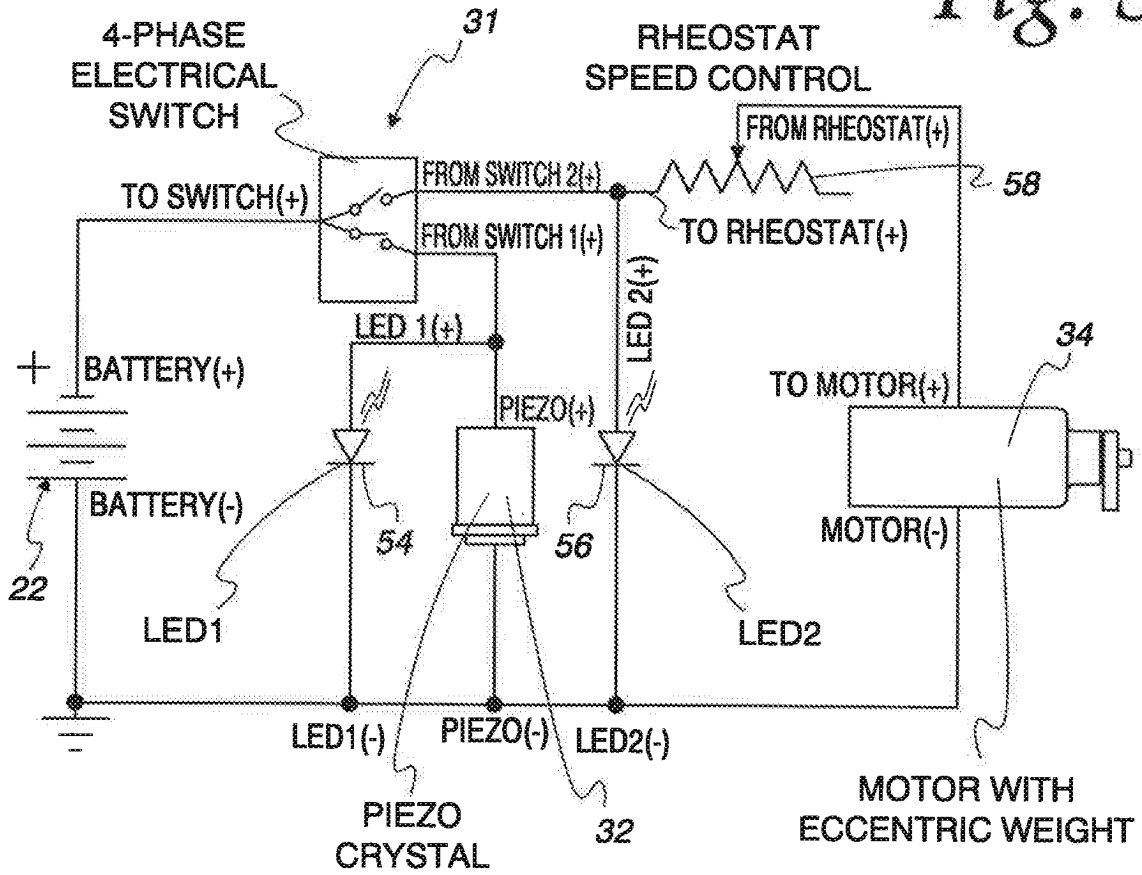 Fig.
4-PHASE
ELECTRICAL
SWITCH
31
RHEOSTAT
SPEED CONTROL
FROM RHEOSTAT(+)
TO SWITCH(+)
FROM SWITCH 2(+)
58
TO RHEOSTAT(+)
FROM SWITCH 1(+)
LED 1(+)
LED 2(+)
+
BATTERY(+)
PIEZO(+)
TO MOTOR(+)
34
BATTERY(-)
54
56
MOTOR(-)
22
LED1
LED2
LED1(-)
PIEZO(-)
LED2(-)
PIEZO
CRYSTAL
32
MOTOR WITH
ECCENTRIC WEIGHT